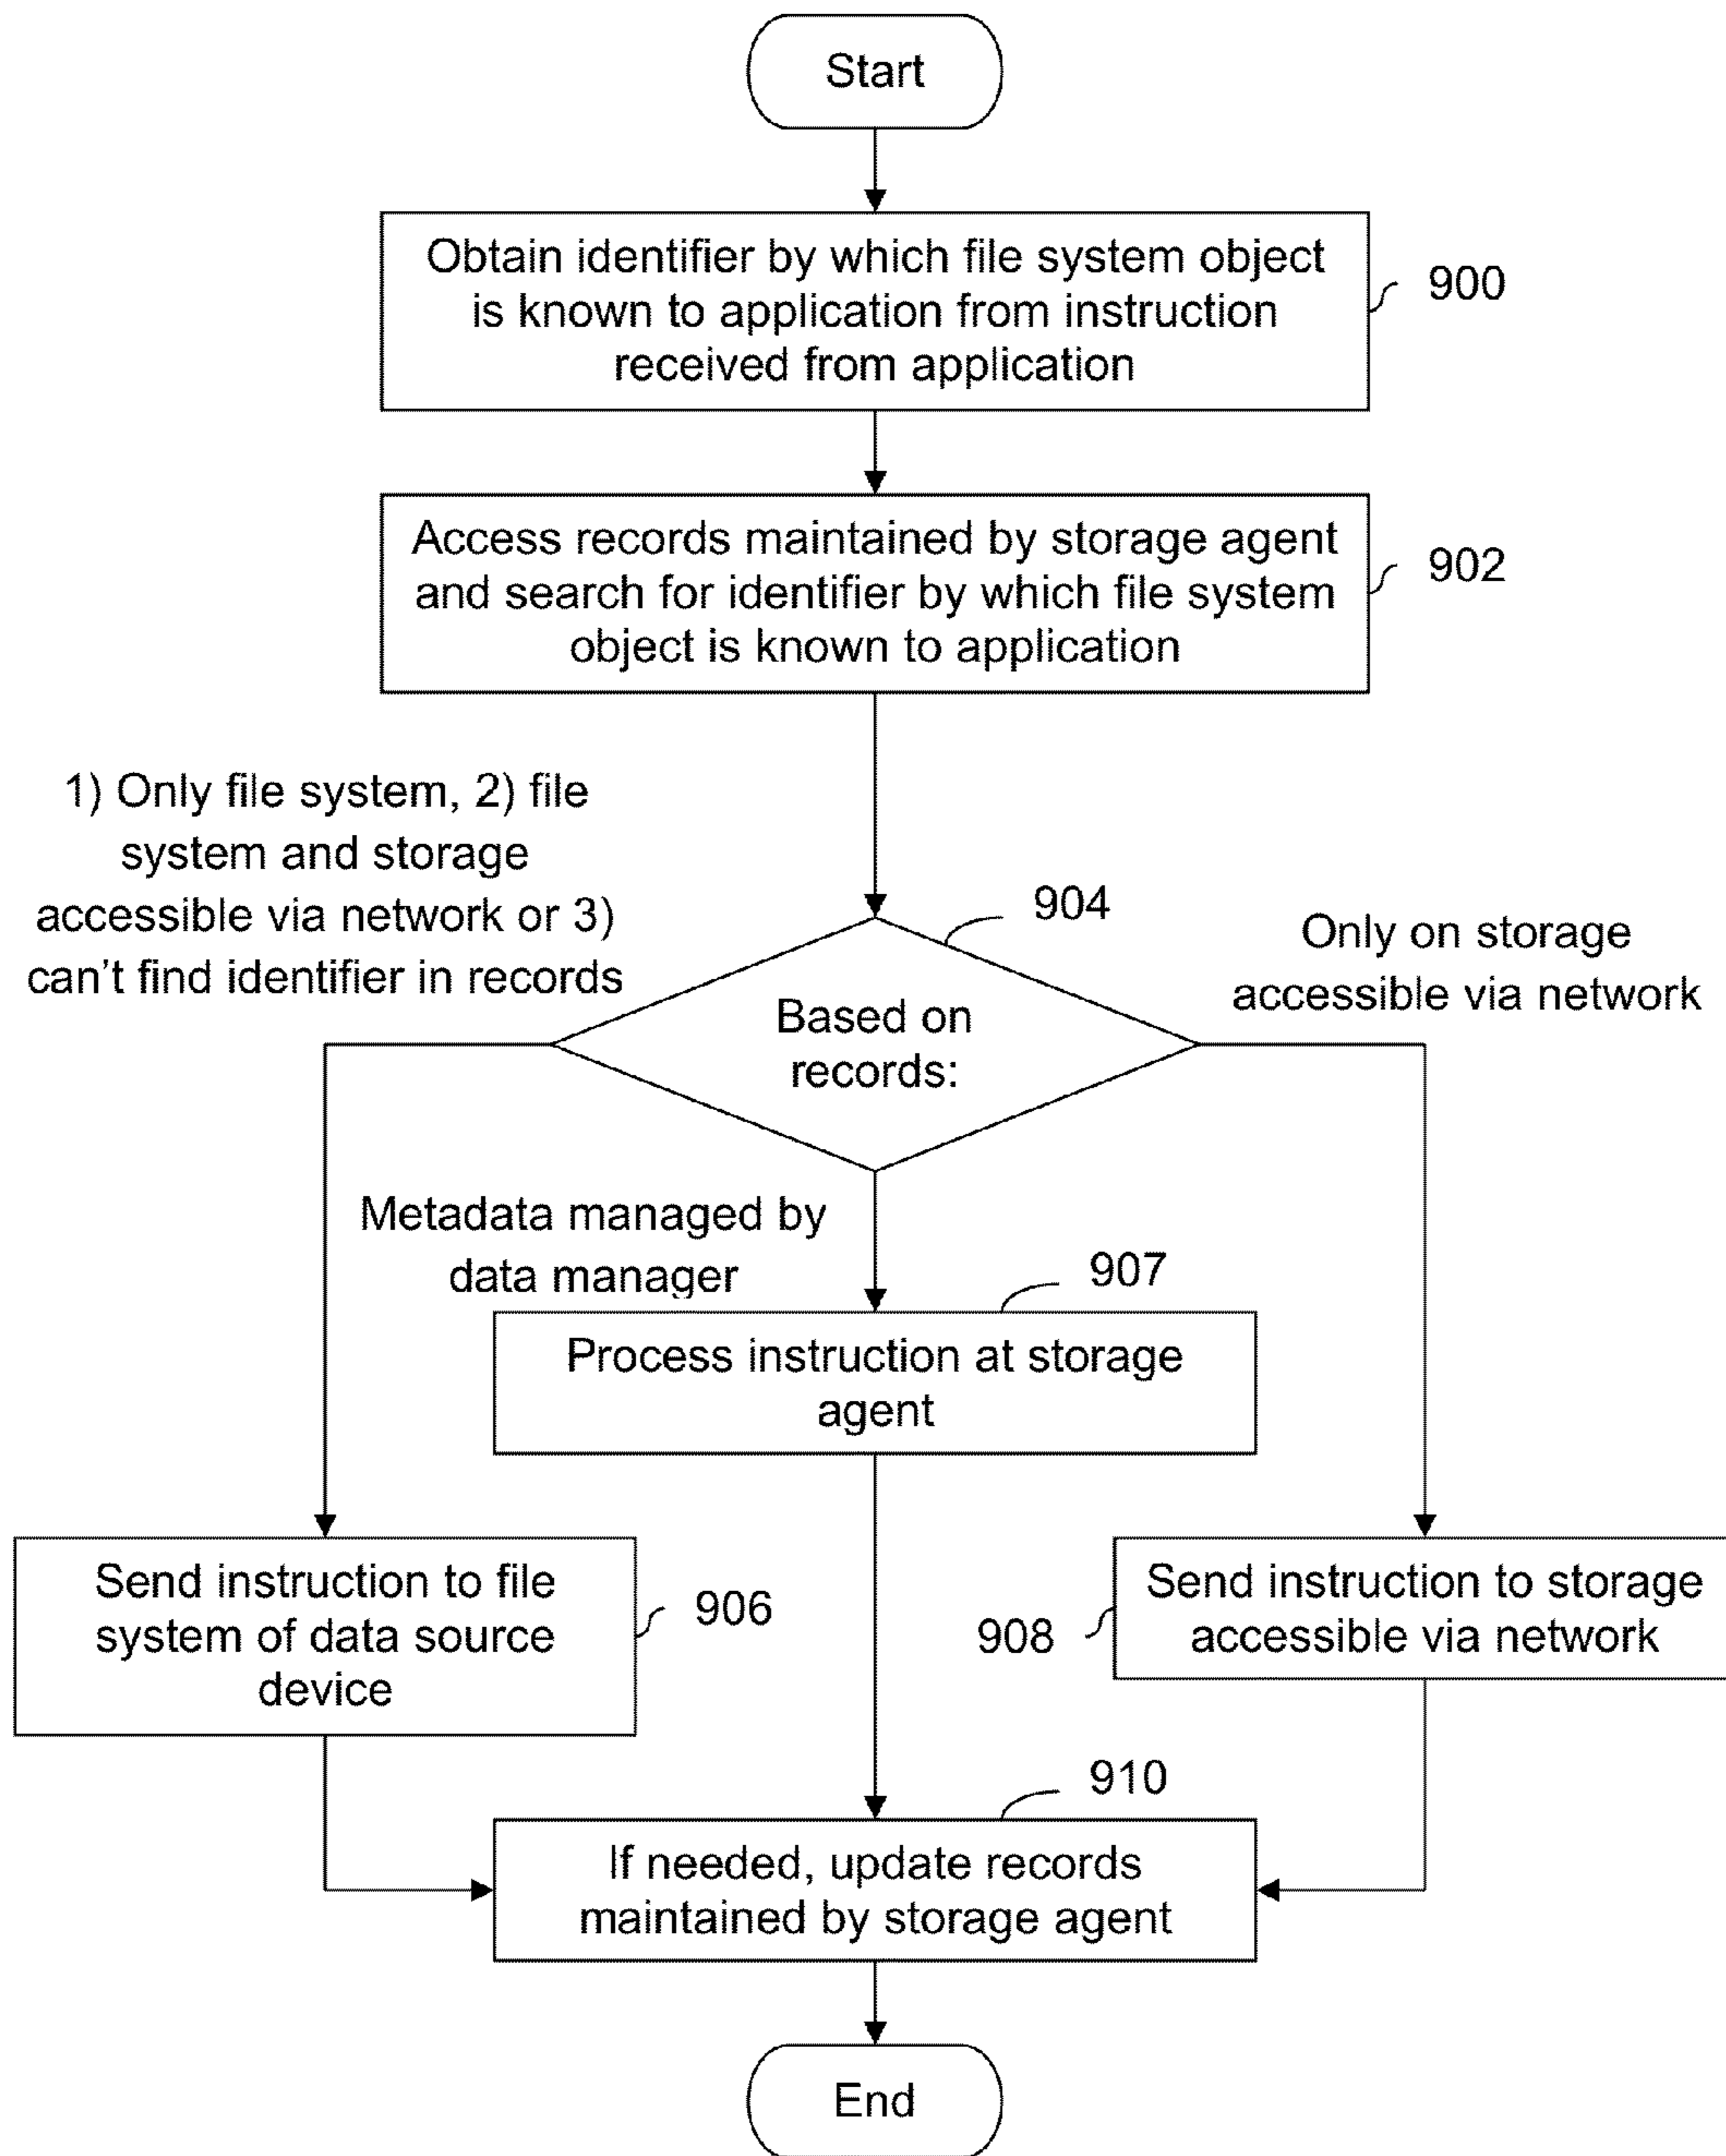 Start
Obtain identifier by which file system object
is known to application from instruction
received from application
900
Access records maintained by storage agent
and search for identifier by which file system
object is known to application
902
1) Only file system, 2) file
system and storage
accessible via network or 3)
can't find identifier in records
904
Only on storage
accessible via network
Based on
records:
Metadata managed by
data manager
907
Process instruction at storage
agent
Send instruction to file
system of data source
device
906
908
Send instruction to storage
accessible via network
910
If needed, update records
maintained by storage agent
End